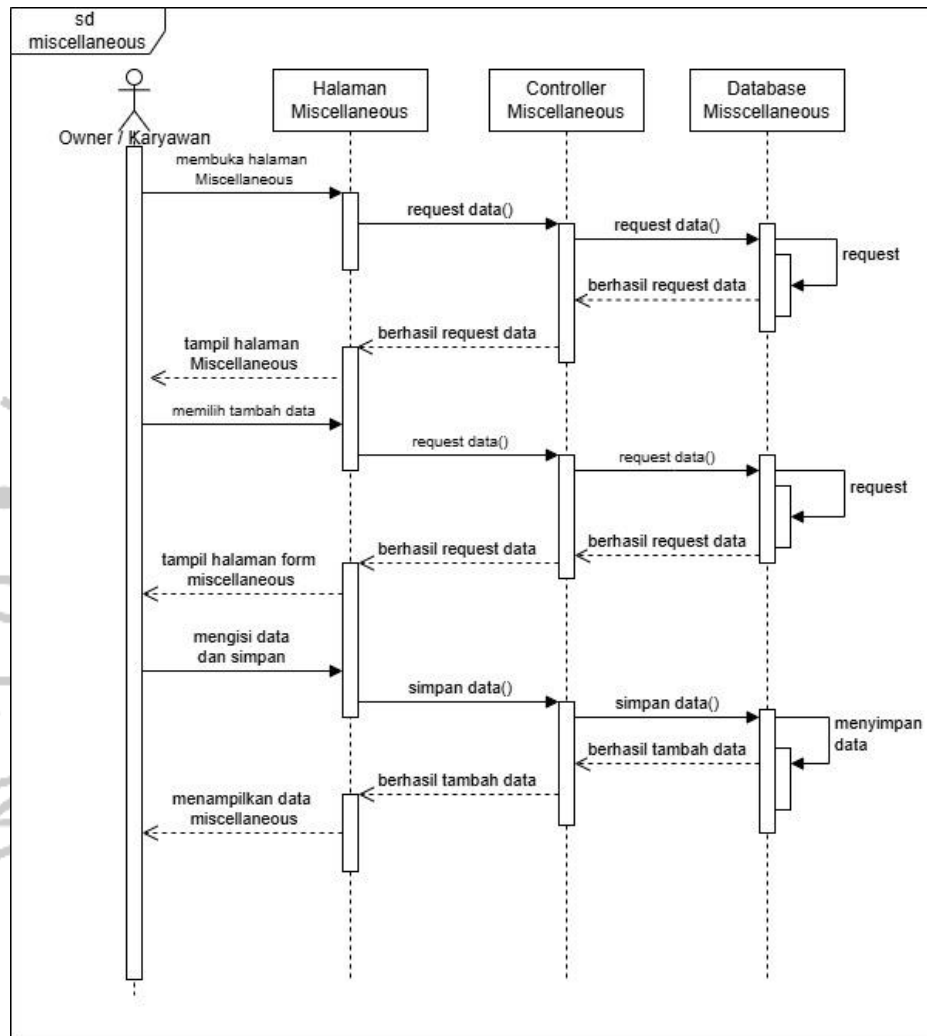 sd
miscellaneous
Halaman
Miscellaneous
Controller
Miscellaneous
Database
Misscellaneous
Owner / Karyawan
membuka halaman
Miscellaneous
request data()
request data()
request
berhasil request data
berhasil request data
tampil halaman
Miscellaneous
memilih tambah data
request data()
request data()
request
berhasil request data
berhasil request data
tampil halaman form
miscellaneous
mengisi data
dan simpan
simpan data()
simpan data()
menyimpan
data
berhasil tambah data
berhasil tambah data
menampilkan data
miscellaneous